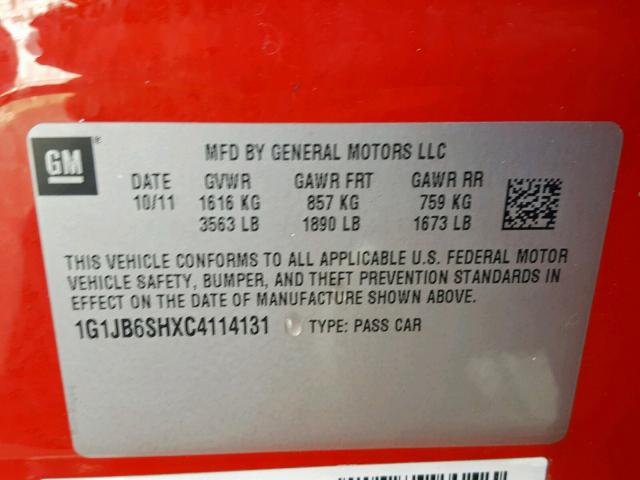 GM ®
MFD BY GENERAL MOTORS LLC
DATE GVWR GAWR FRT GAWR RR
10/11 1616 KG 857 KG 759 KG
3563 LB 1890 LB 1673 LB
THIS VEHICLE CONFORMS TO ALL APPLICABLE U.S. FEDERAL MOTOR
VEHICLE SAFETY, BUMPER, AND THEFT PREVENTION STANDARDS IN
EFFECT ON THE DATE OF MANUFACTURE SHOWN ABOVE.
1G1JB6SHXC4114131 TYPE: PASS CAR